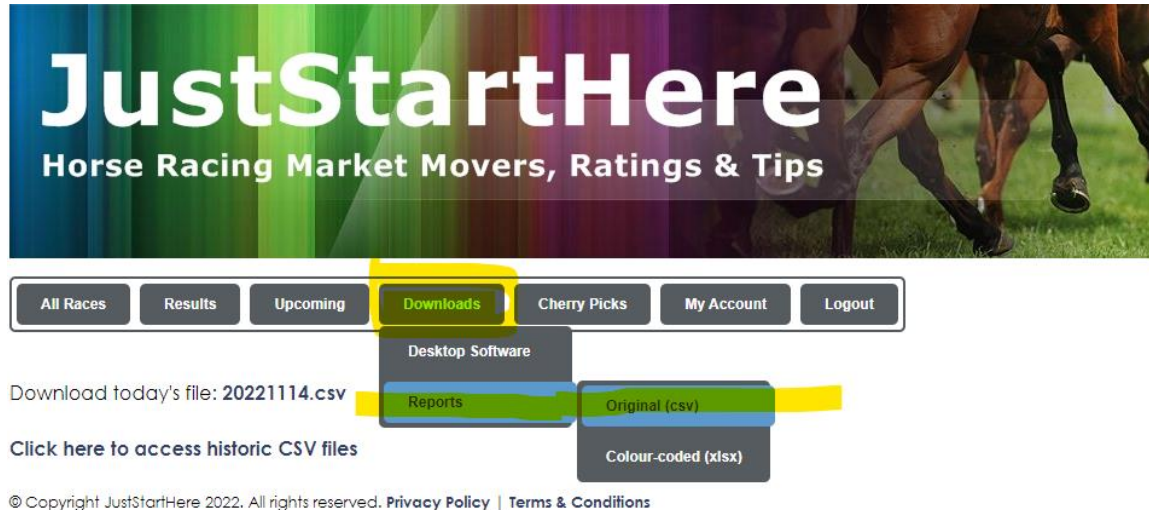 JustStartHere
Horse Racing Market Movers, Ratings & Tips
All Races Results Upcoming Downloads Cherry Picks My Account Logout
Desktop Software
Download today's file: 20221114.csv
Reports Original (csv)
Click here to access historic CSV files
Colour-coded (xlsx)
© Copyright JustStartHere 2022. All rights reserved. Privacy Policy | Terms & Conditions